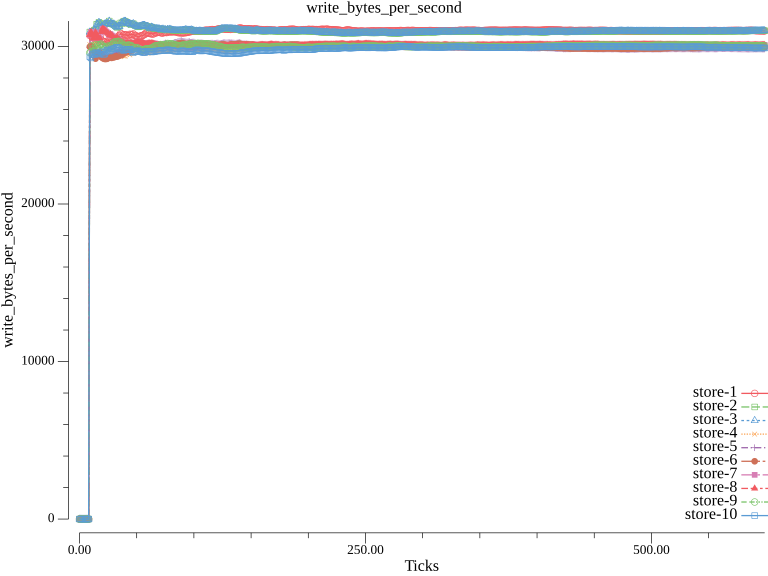 write_bytes_per_second
write_bytes_per_second
30000
20000
10000
0
0.00
250.00
500.00
Ticks
store-1
store-2
store-3
store-4
store-5
store-6
store-7
store-8
store-9
store-10